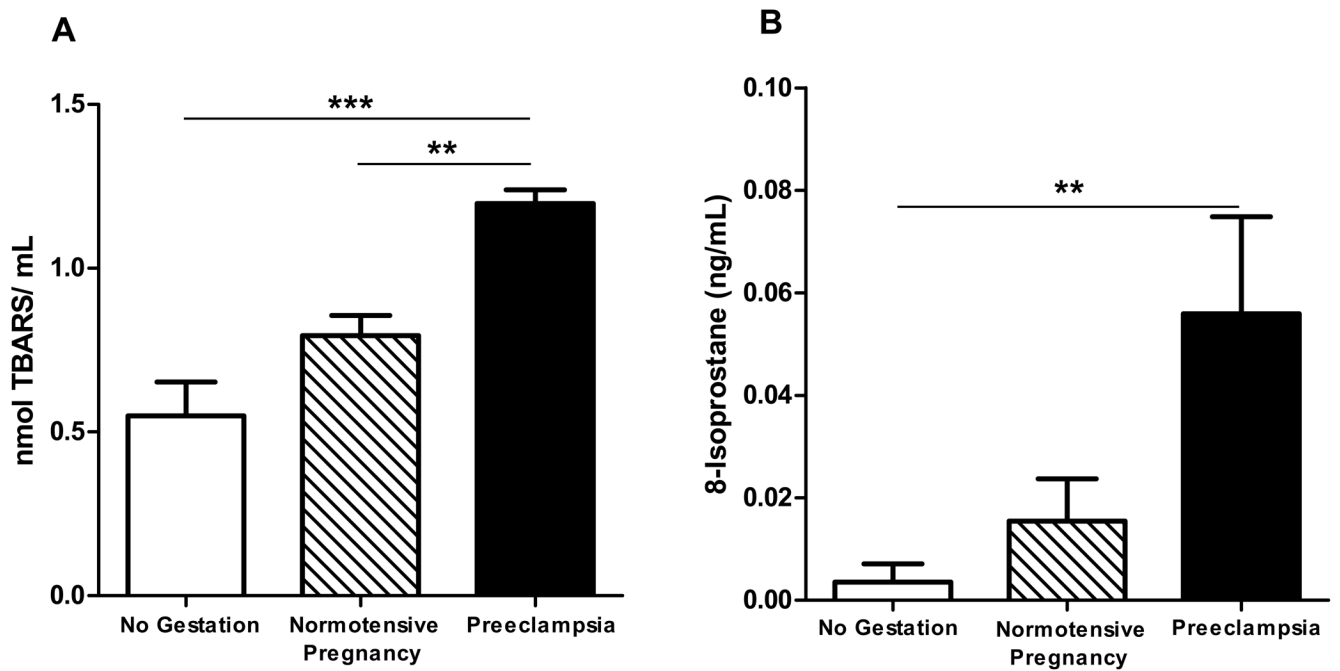 A
nmol TBARS/ mL
1.5
1.0
0.5
0.0
***
**
No Gestation
Normotensive
Pregnancy
Preeclampsia
B
8-Isoprostane (ng/mL)
0.10
0.08
0.06
0.04
0.02
0.00
**
No Gestation
Normotensive
Pregnancy
Preeclampsia